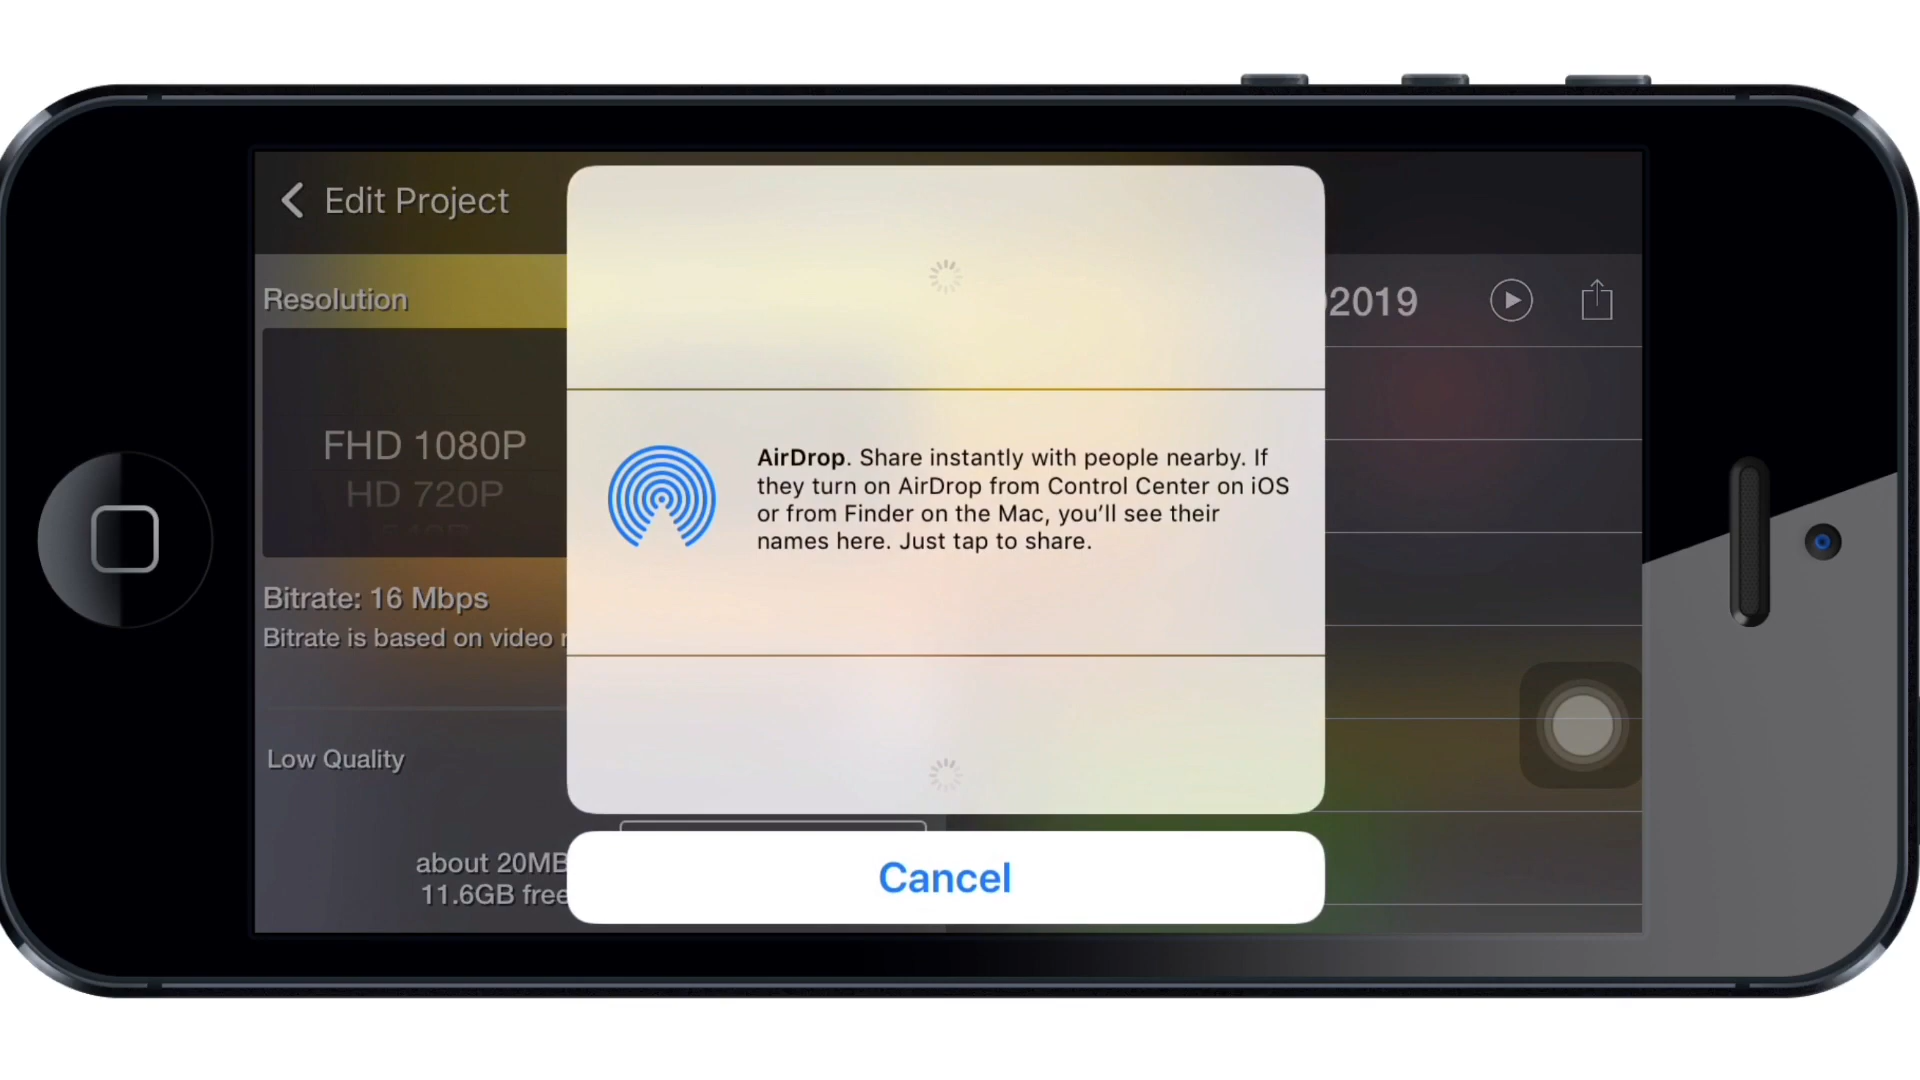 Edit Project
Resolution
2019
FHD 1080P
HD 720P
540P
AirDrop. Share instantly with people nearby. If
they turn on AirDrop from Control Center on iOS
or from Finder on the Mac, you'll see their
names here. Just tap to share.
Bitrate: 16 Mbps
Bitrate is based on video
Low Quality
about 20MB
11.6GB free
Cancel